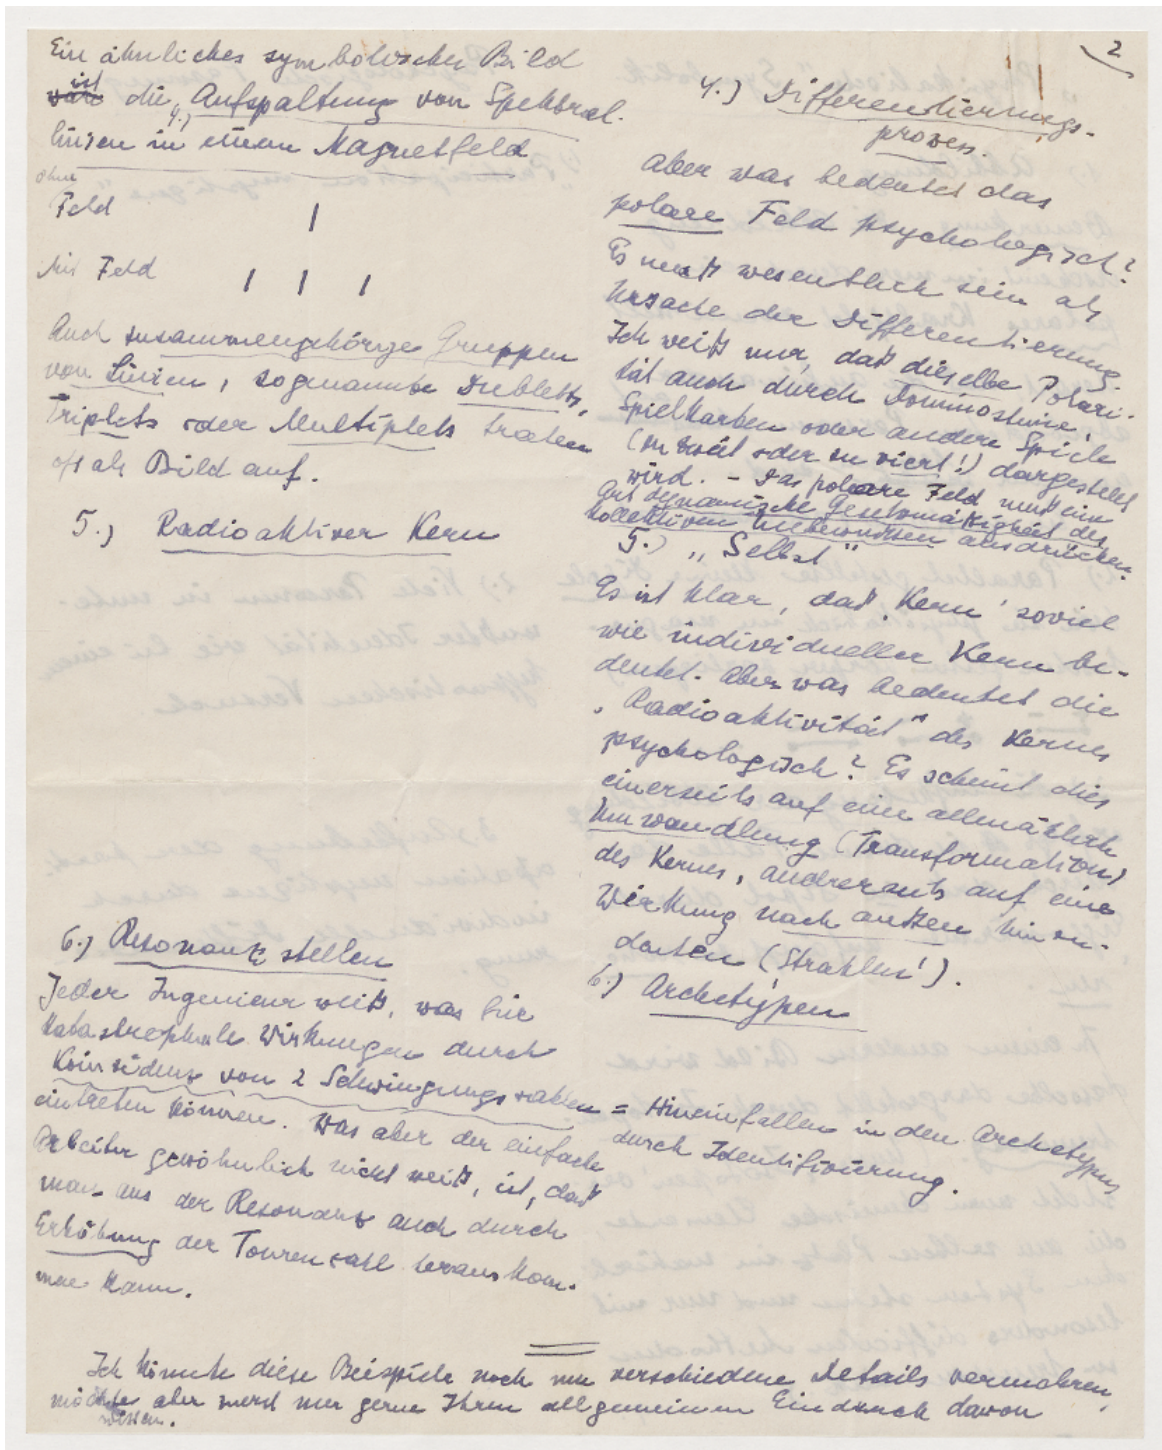 Ein ähnliches symbolisches Bild
ist
wäre die „Aufspaltung von Spektral-
4.)
linien in einem Magnetfeld
ohne
Feld
Mit Feld
Auch zusammengehörige Gruppen
von Linien, sogenannte Dubletts,
Triplets oder Multiplets traten
oft als Bild auf.
5.) Radioaktiver Kern
6.) Resonanzstellen
Jeder Ingenieur weiß, was für
katastrophale Wirkungen durch
Koinzidenz von 2 Schwingungszahlen
eintreten können. Was aber der einfache
Arbeiter gewöhnlich nicht weiß, ist, daß
man aus der Resonanz auch durch
Erhöhung der Tourenzahl herauskom-
men kann.
2
4.) Differentierungs-
prozess.
Aber was bedeutet das
polare Feld psychologisch?
Es muß wesentlich sein als
Ursache der Differentierung.
Ich weiß nur, daß dieselbe Polari-
tät auch durch Dominosteine,
Spielkarten oder andere Spiele
(zu zweit oder zu viert!) dargestellt
wird. – Das polare Feld muß eine
Art dynamische Gesetzmäßigkeit des
kollektiven Unbewußten ausdrücken.
5.) „Selbst"
Es ist klar, daß ‚Kern' soviel
wie individueller Kern be-
deutet. Aber was bedeutet die
„Radioaktivität" des Kernes
psychologisch? Es scheint dies
einerseits auf eine allmähliche
Umwandlung (Transformation)
des Kernes, andrerseits auf eine
Wirkung nach außen hinzu-
deuten (Strahlen!).
6.) Archetypen
= Hineinfallen in den Archetypus
durch Identifizierung.
Ich könnte diese Beispiele noch um verschiedene Details vermehren,
möchte aber zuerst nur gerne Ihren allgemeinen Eindruck davon
wissen.